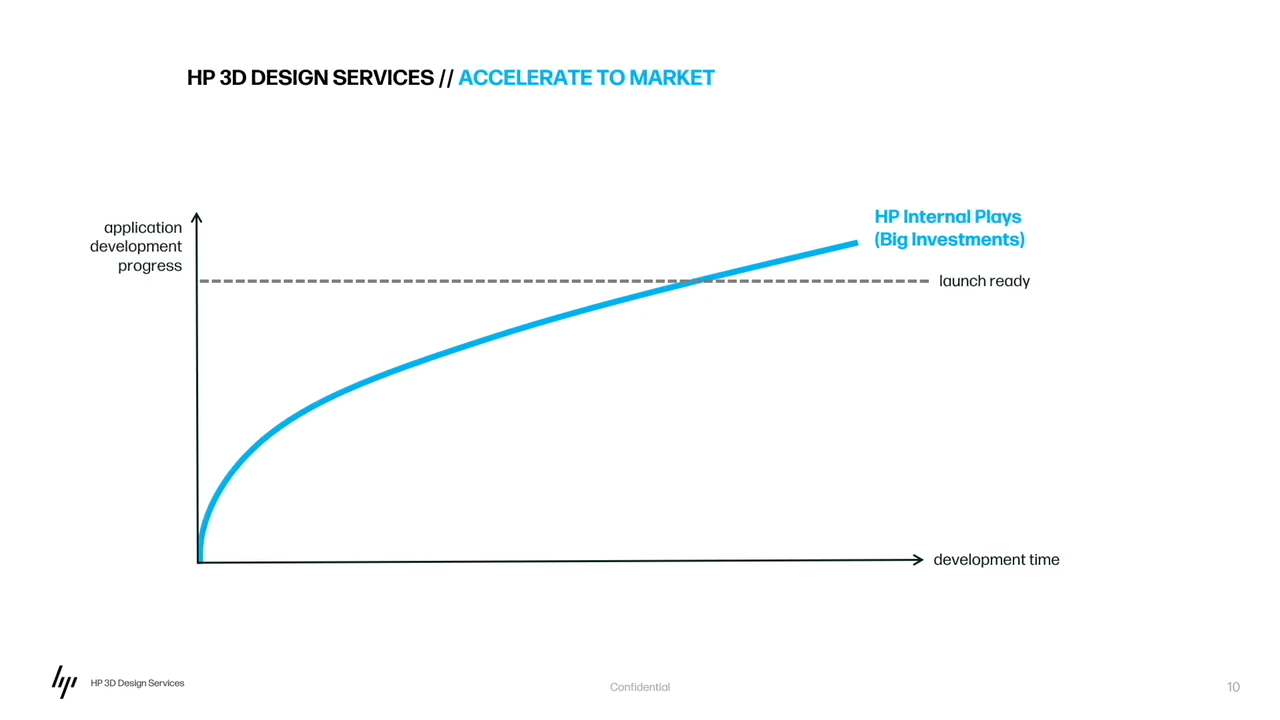 HP 3D DESIGN SERVICES // ACCELERATE TO MARKET
application
development
progress
HP Internal Plays
(Big Investments)
launch ready
development time
hp
HP 3D Design Services
Confidential
10